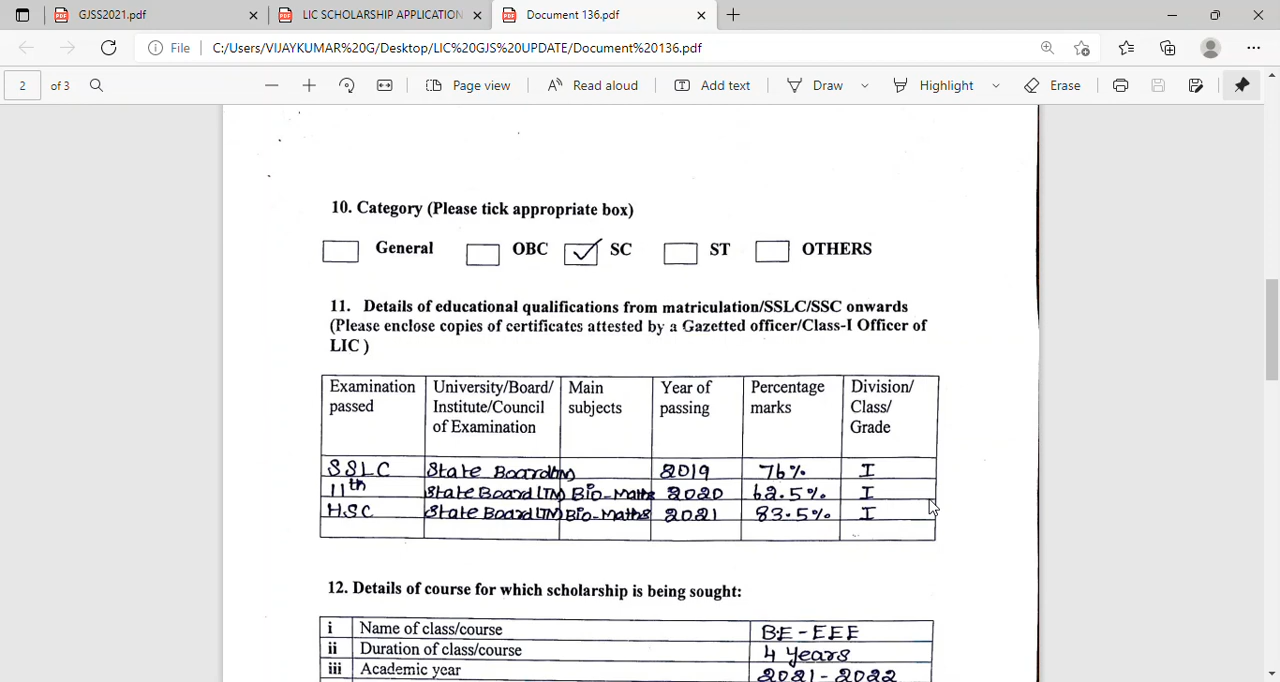 GJSS2021.pdf
LIC SCHOLARSHIP APPLICATION
Document 136.pdf
File
C:/Users/VIJAYKUMAR%20G/Desktop/LIC%20GJS%20UPDATE/Document%20136.pdf
2 of 3
Page view
Read aloud
Add text
Draw
Highlight
Erase
10. Category (Please tick appropriate box)
General OBC SC ST OTHERS
11. Details of educational qualifications from matriculation/SSLC/SSC onwards
(Please enclose copies of certificates attested by a Gazetted officer/Class-I Officer of
LIC )
Examination passed University/Board/ Institute/Council of Examination Main subjects Year of passing Percentage marks Division/ Class/ Grade
SSLC State Board(TM) 2019 76% I
11th State Board (TM) Bio-Maths 2020 62.5% I
HSC State Board (TM) Bio-Maths 2021 83.5% I
12. Details of course for which scholarship is being sought:
i Name of class/course BE-EEE
ii Duration of class/course 4 years
iii Academic year 2021-2022